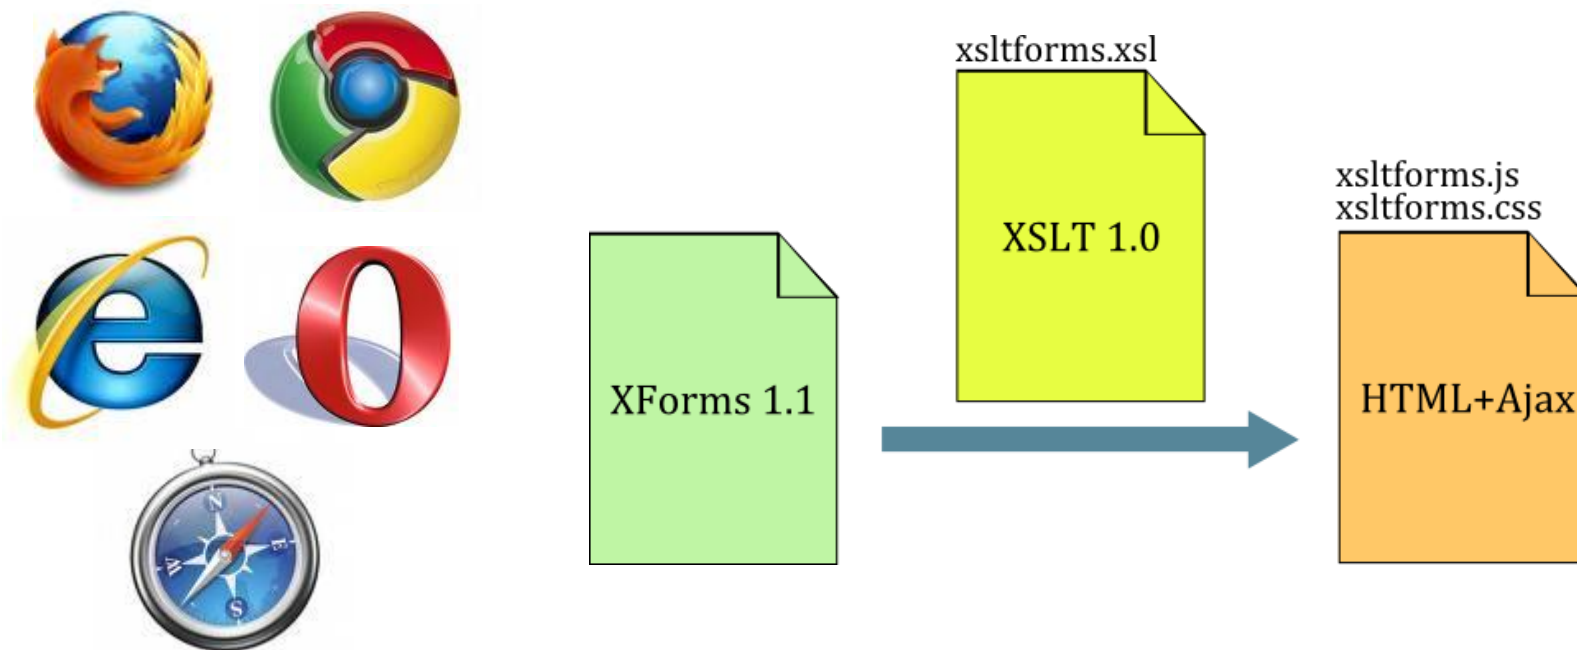 xsltforms.xsl
XSLT 1.0
xsltforms.js
xsltforms.css
XForms 1.1
HTML+Ajax
N
E
W
S